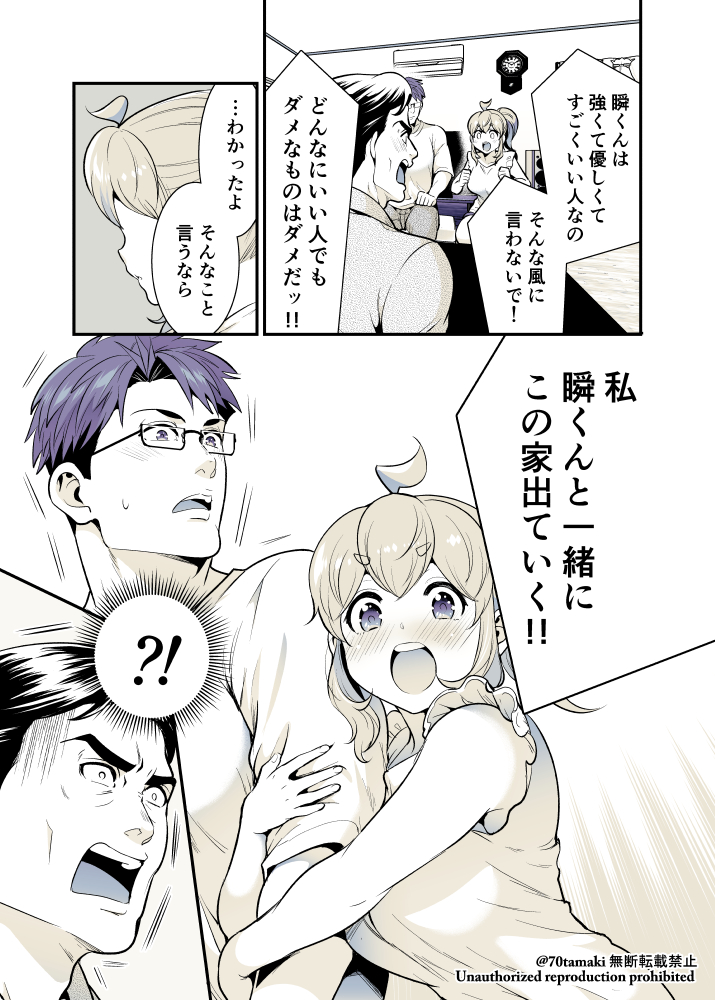 瞬くんは
強くて優しくて
すごくいい人なの
そんな風に
言わないで！
どんなにいい人でも
ダメなものはダメだッ！！
…わかったよ
そんなこと
言うなら
私
瞬くんと一緒に
この家出ていく！！
?!
@70tamaki 無断転載禁止
Unauthorized reproduction prohibited